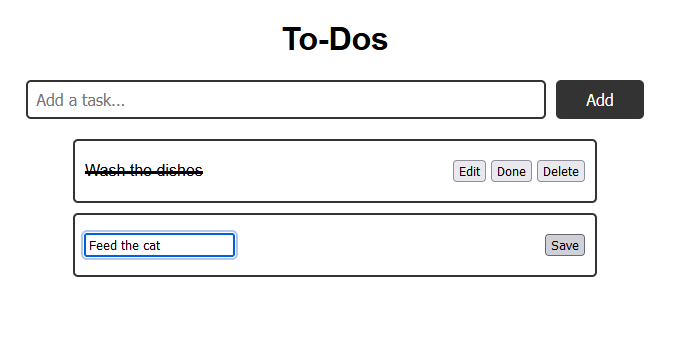 To-Dos
Add a task...
Add
Wash the dishes
Edit
Done
Delete
Feed the cat
Save